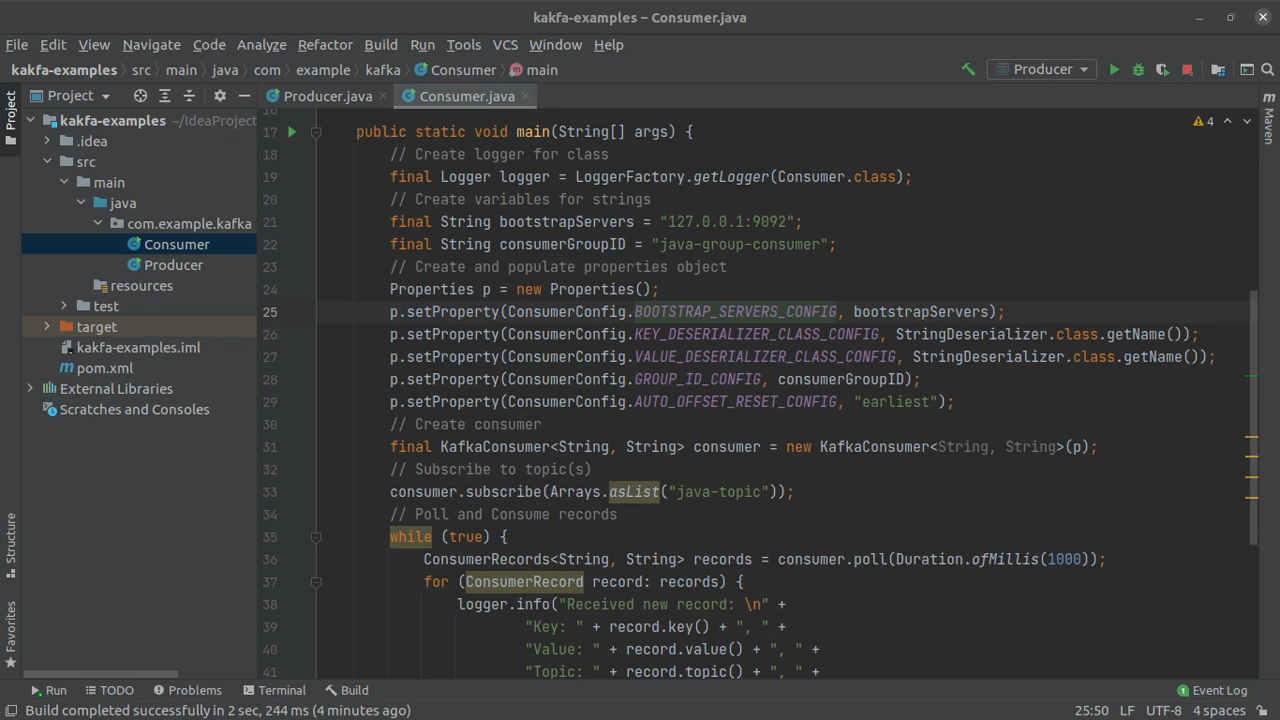 kakfa-examples – Consumer.java
File Edit View Navigate Code Analyze Refactor Build Run Tools VCS Window Help
kakfa-examples src main java com example kafka Consumer main
Producer
Project
Producer.java
Consumer.java
Project
kakfa-examples ~/IdeaProject
.idea
src
main
java
com.example.kafka
Consumer
Producer
resources
test
target
kakfa-examples.iml
pom.xml
External Libraries
Scratches and Consoles
Structure
Favorites
Maven
4
16
17 public static void main(String[] args) {
18 // Create logger for class
19 final Logger logger = LoggerFactory.getLogger(Consumer.class);
20 // Create variables for strings
21 final String bootstrapServers = "127.0.0.1:9092";
22 final String consumerGroupID = "java-group-consumer";
23 // Create and populate properties object
24 Properties p = new Properties();
25 p.setProperty(ConsumerConfig.BOOTSTRAP_SERVERS_CONFIG, bootstrapServers);
26 p.setProperty(ConsumerConfig.KEY_DESERIALIZER_CLASS_CONFIG, StringDeserializer.class.getName());
27 p.setProperty(ConsumerConfig.VALUE_DESERIALIZER_CLASS_CONFIG, StringDeserializer.class.getName());
28 p.setProperty(ConsumerConfig.GROUP_ID_CONFIG, consumerGroupID);
29 p.setProperty(ConsumerConfig.AUTO_OFFSET_RESET_CONFIG, "earliest");
30 // Create consumer
31 final KafkaConsumer<String, String> consumer = new KafkaConsumer<String, String>(p);
32 // Subscribe to topic(s)
33 consumer.subscribe(Arrays.asList("java-topic"));
34 // Poll and Consume records
35 while (true) {
36 ConsumerRecords<String, String> records = consumer.poll(Duration.ofMillis(1000));
37 for (ConsumerRecord record: records) {
38 logger.info("Received new record: \n" +
39 "Key: " + record.key() + ", " +
40 "Value: " + record.value() + ", " +
41 "Topic: " + record.topic() + ", " +
Run TODO Problems Terminal Build
1 Event Log
Build completed successfully in 2 sec, 244 ms (4 minutes ago)
25:50 LF UTF-8 4 spaces